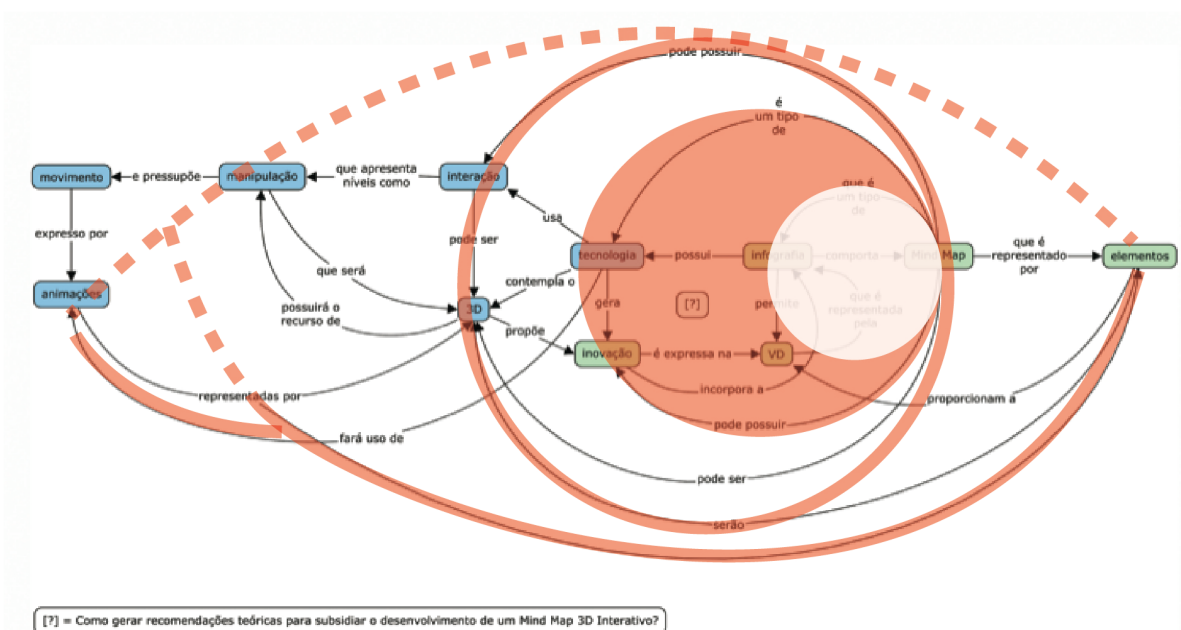 pode possuir
é
um tipo
de
movimento
e pressupõe
manipulação
que apresenta
níveis como
interação
que é
um tipo
de
usa
expresso por
pode ser
que será
tecnologia
possui
infografia
comporta
Mind Map
que é
representado
por
elementos
contempla o
animações
possuirá o
recurso de
3D
propõe
gera
[?]
permite
que é
representada
pela
inovação
é expressa na
VD
incorpora a
representadas por
proporcionam a
pode possuir
fará uso de
pode ser
serão
[?] = Como gerar recomendações teóricas para subsidiar o desenvolvimento de um Mind Map 3D Interativo?